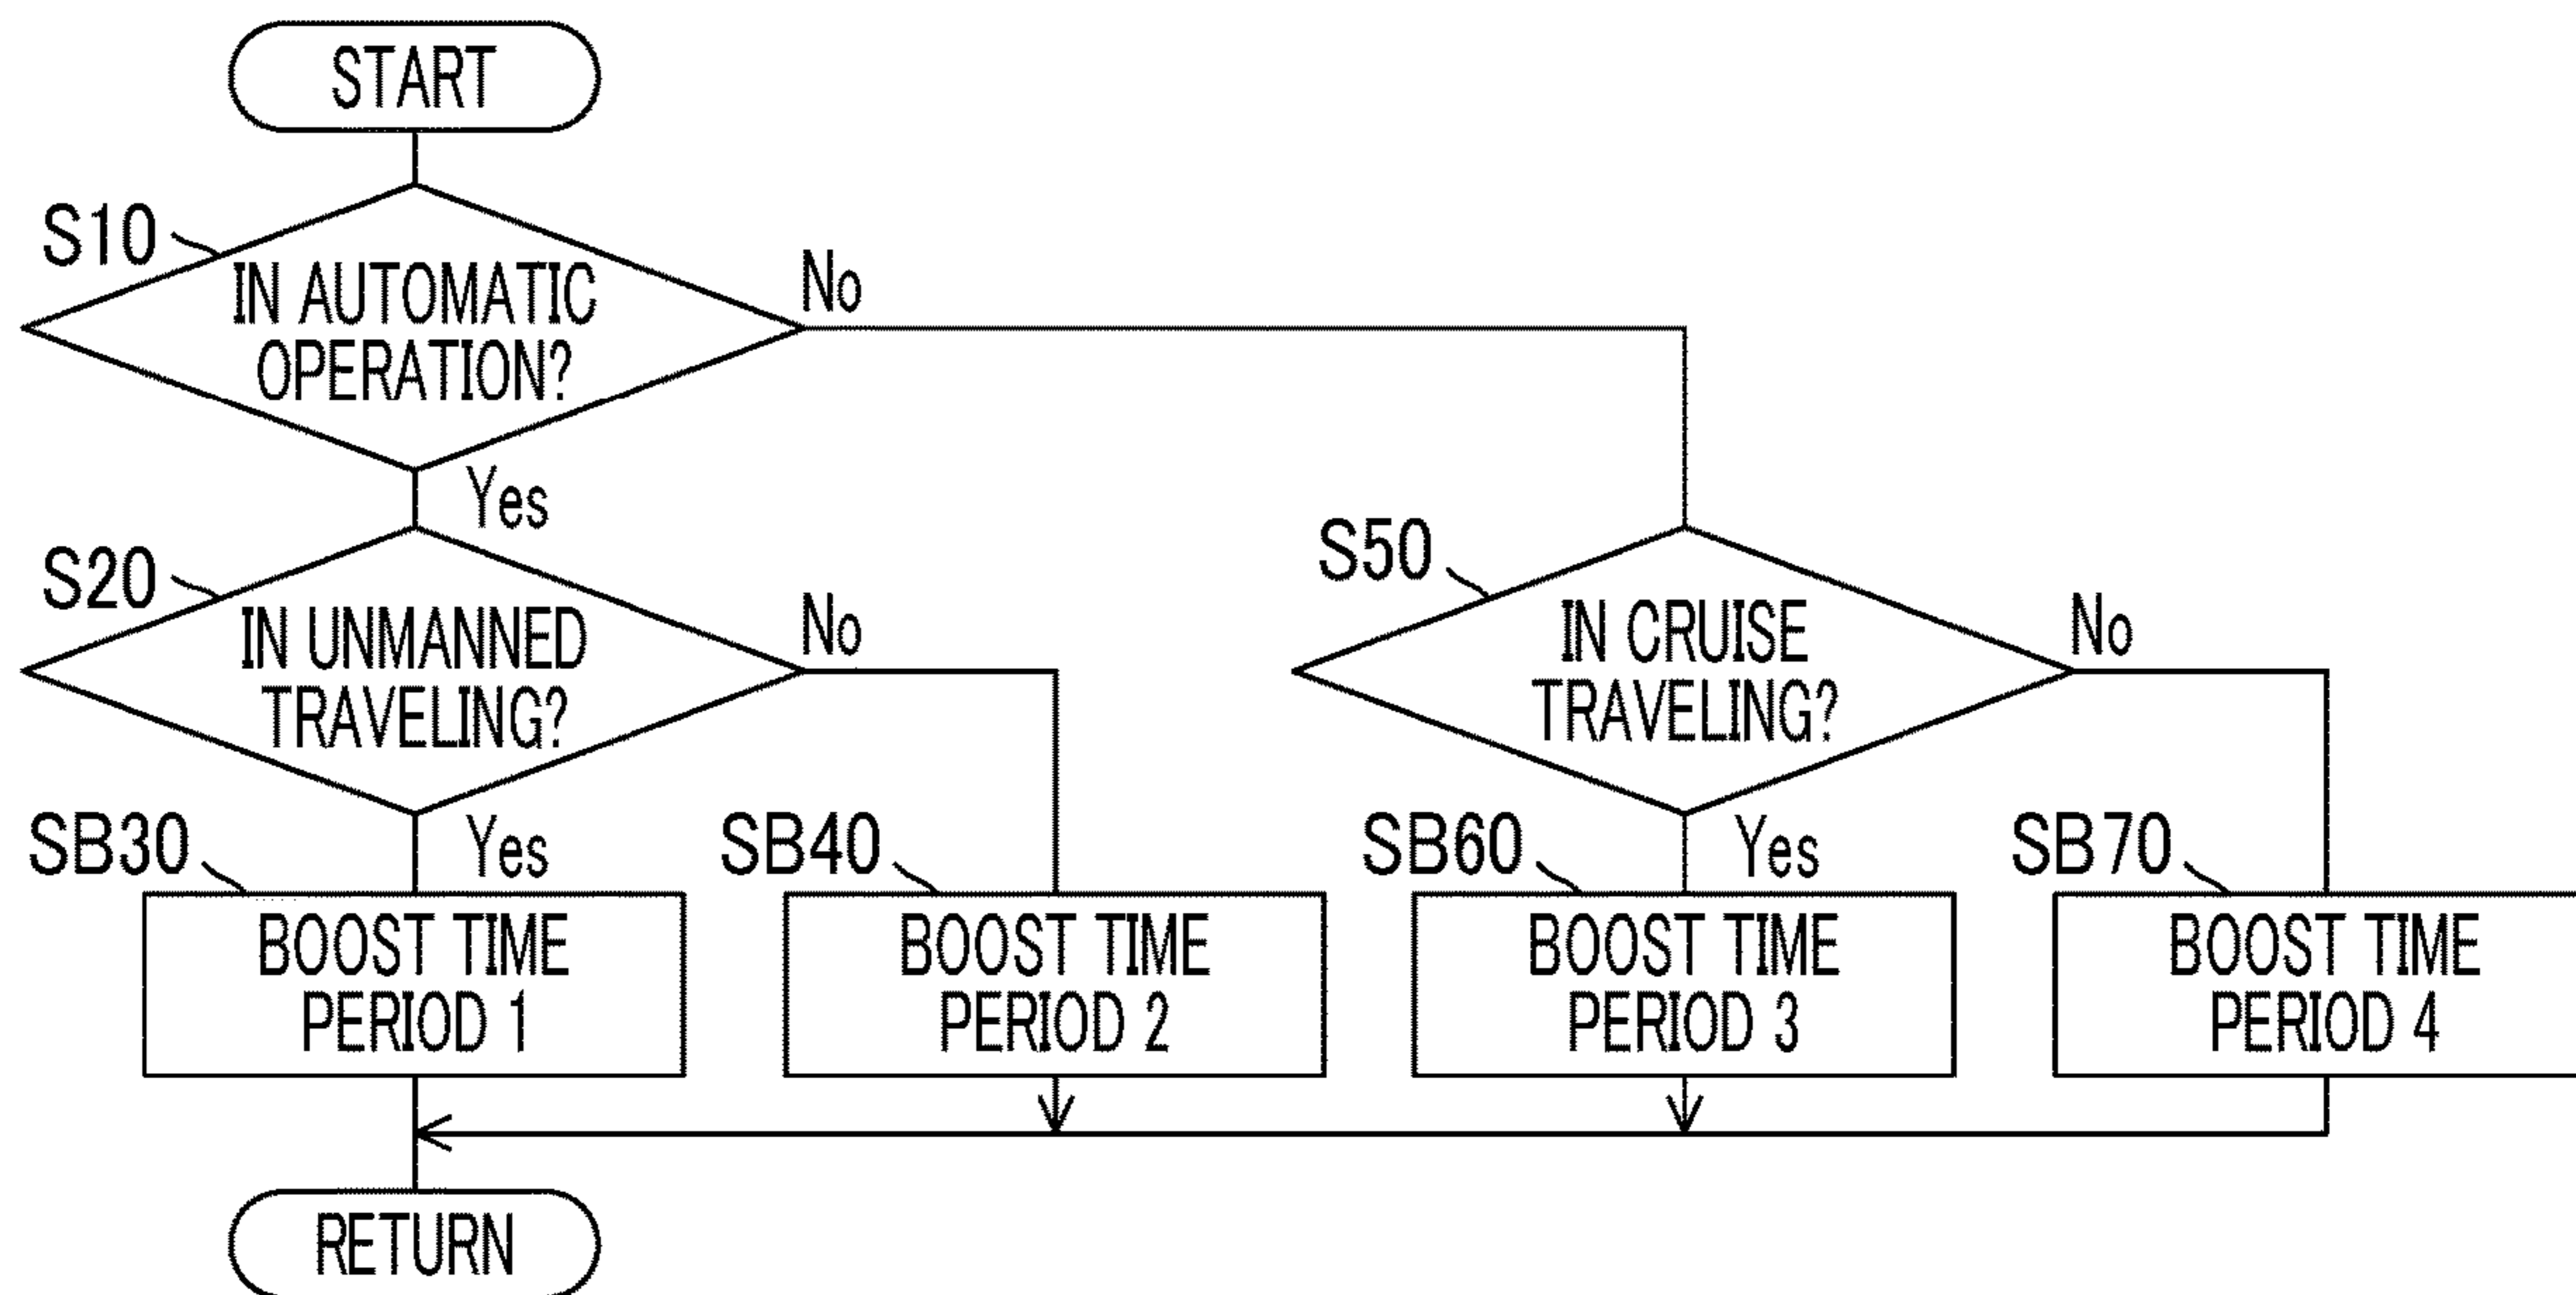 START
S10
IN AUTOMATIC
OPERATION?
No
Yes
S20
IN UNMANNED
TRAVELING?
No
Yes
S50
IN CRUISE
TRAVELING?
No
Yes
SB30
BOOST TIME
PERIOD 1
SB40
BOOST TIME
PERIOD 2
SB60
BOOST TIME
PERIOD 3
SB70
BOOST TIME
PERIOD 4
RETURN